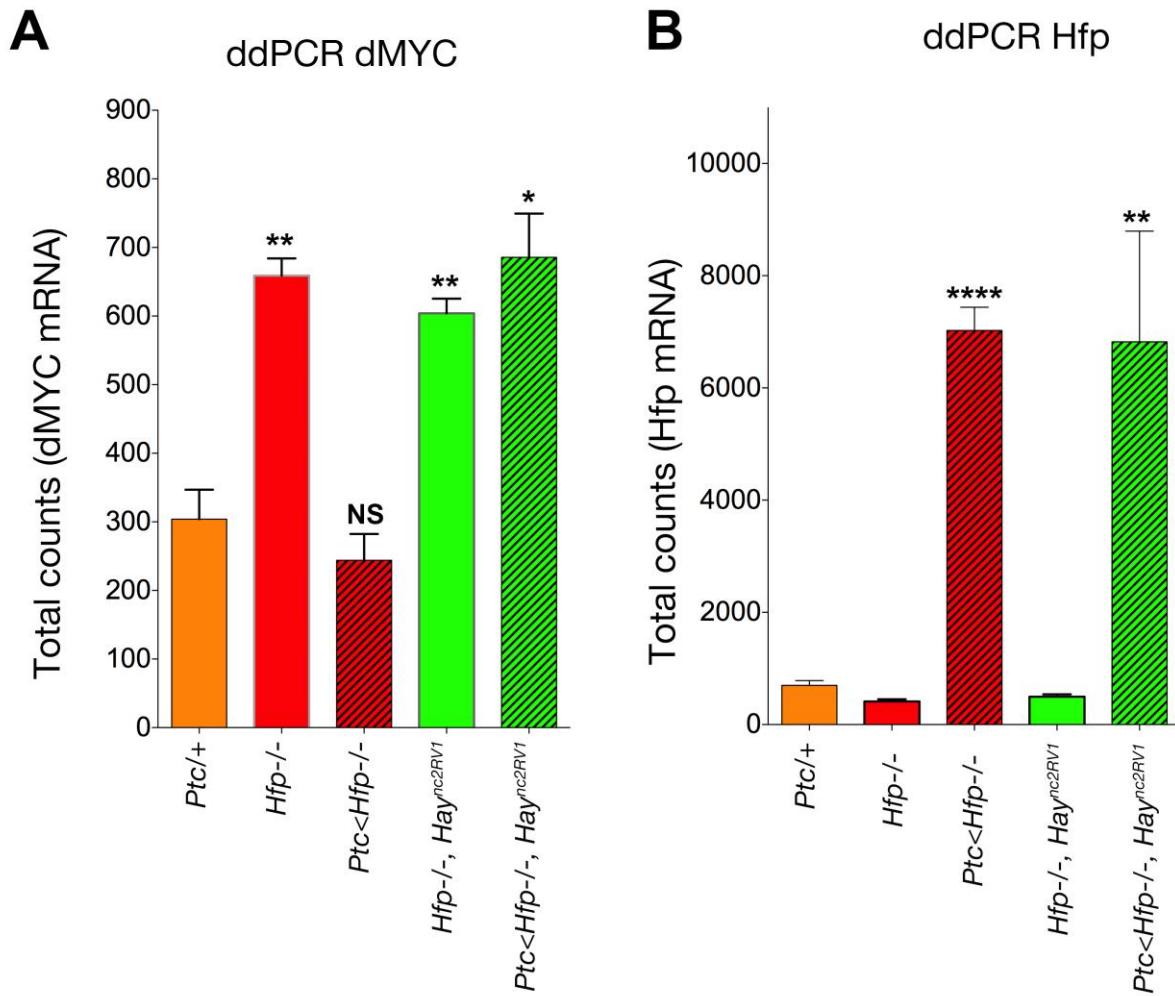 A
ddPCR dMYC
Total counts (dMYC mRNA)
900
800
700
600
500
400
300
200
100
0
**
NS
**
*
Ptc/+
Hfp-/-
Ptc<Hfp-/-
Hfp-/-, Haync2RV1
Ptc<Hfp-/-, Haync2RV1
B
ddPCR Hfp
Total counts (Hfp mRNA)
10000
8000
6000
4000
2000
0
****
**
Ptc/+
Hfp-/-
Ptc<Hfp-/-
Hfp-/-, Haync2RV1
Ptc<Hfp-/-, Haync2RV1